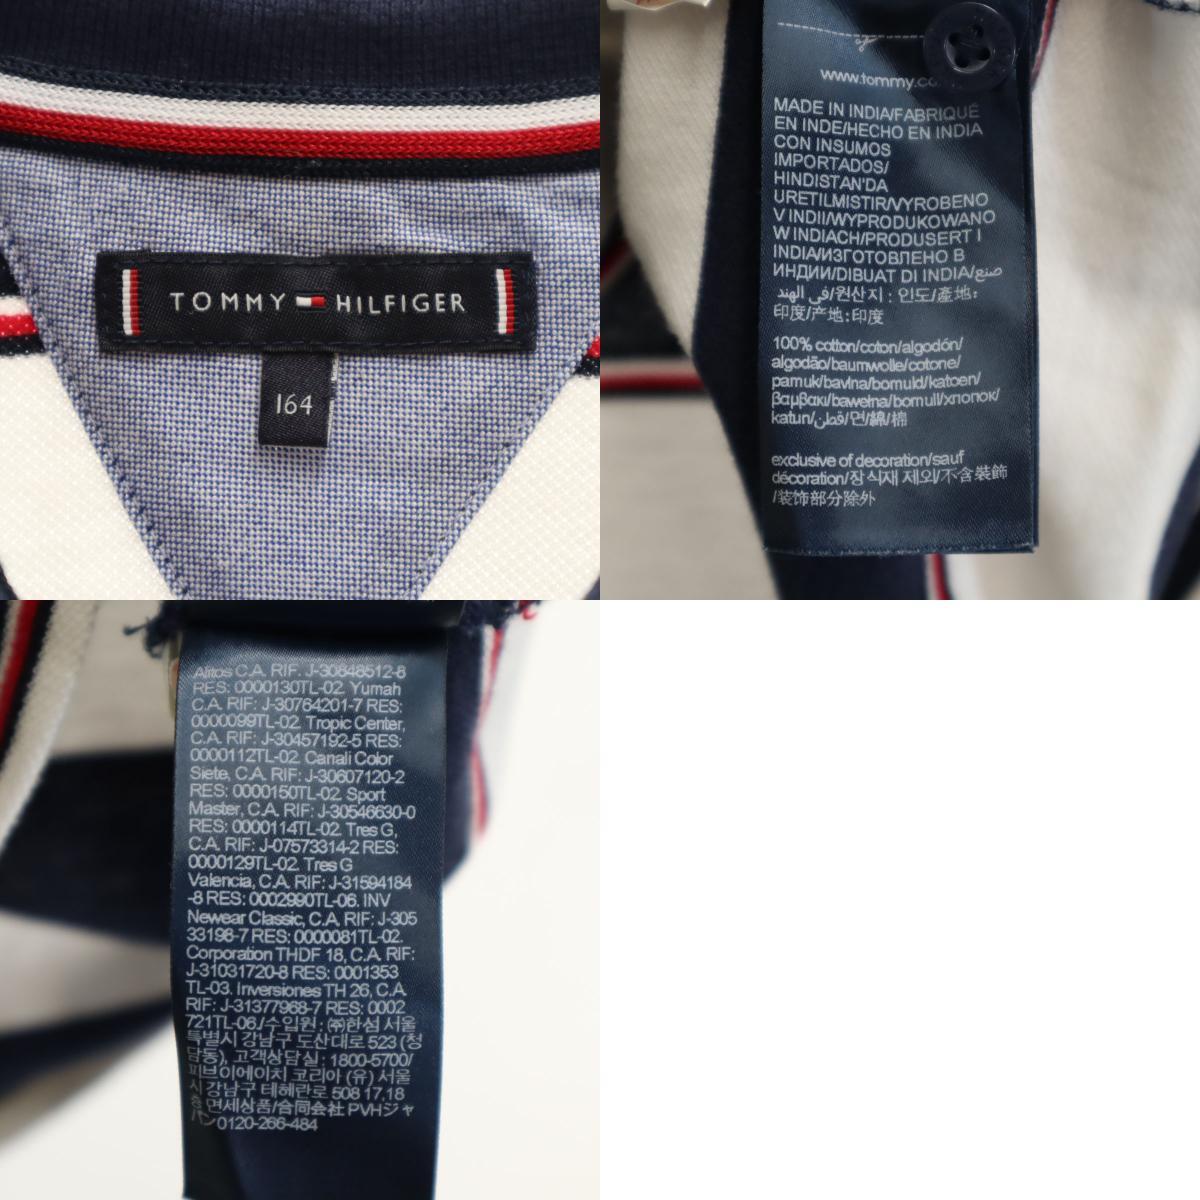 TOMMY HILFIGER
164
www.tommy.co
MADE IN INDIA/FABRIQUÉ
EN INDE/HECHO EN INDIA
CON INSUMOS
IMPORTADOS/
HINDISTAN'DA
URETILMISTIR/VYROBENO
V INDII/WYPRODUKOWANO
W INDIACH/PRODUSERT I
INDIA/ИЗГОТОВЛЕНО В
ИНДИИ/DIBUAT DI INDIA/صنع
في الهند/원산지 : 인도/產地:
印度/产地:印度
100% cotton/coton/algodón/
algodão/baumwolle/cotone/
pamuk/bavlna/bomuld/katoen/
βαμβακι/bawełna/bomull/хлопок/
katun/قطن/면/綿/棉
exclusive of decoration/sauf
décoration/장식재 제외/不含裝飾
/装饰部分除外
Alitos C.A. RIF. J-30848512-8
RES: 0000130TL-02. Yumah
C.A. RIF: J-30764201-7 RES:
0000099TL-02. Tropic Center,
C.A. RIF: J-30457192-5 RES:
0000112TL-02. Canali Color
Siete, C.A. RIF: J-30607120-2
RES: 0000150TL-02. Sport
Master, C.A. RIF: J-30546630-0
RES: 0000114TL-02. Tres G,
C.A. RIF: J-07573314-2 RES:
0000129TL-02. Tres G
Valencia, C.A. RIF: J-31594184
-8 RES: 0002990TL-06. INV
Newear Classic, C.A. RIF: J-305
33198-7 RES: 0000081TL-02.
Corporation THDF 18, C.A. RIF:
J-31031720-8 RES: 0001353
TL-03. Inversiones TH 26, C.A.
RIF: J-31377968-7 RES: 0002
721TL-06./수입원 : ㈜한섬 서울
특별시 강남구 도산대로 523 (청
담동), 고객상담실 : 1800-5700/
피브이에이치 코리아 (유) 서울
시 강남구 테헤란로 508 17,18
층 면세상품/合同会社 PVHジャ
パン 0120-266-484